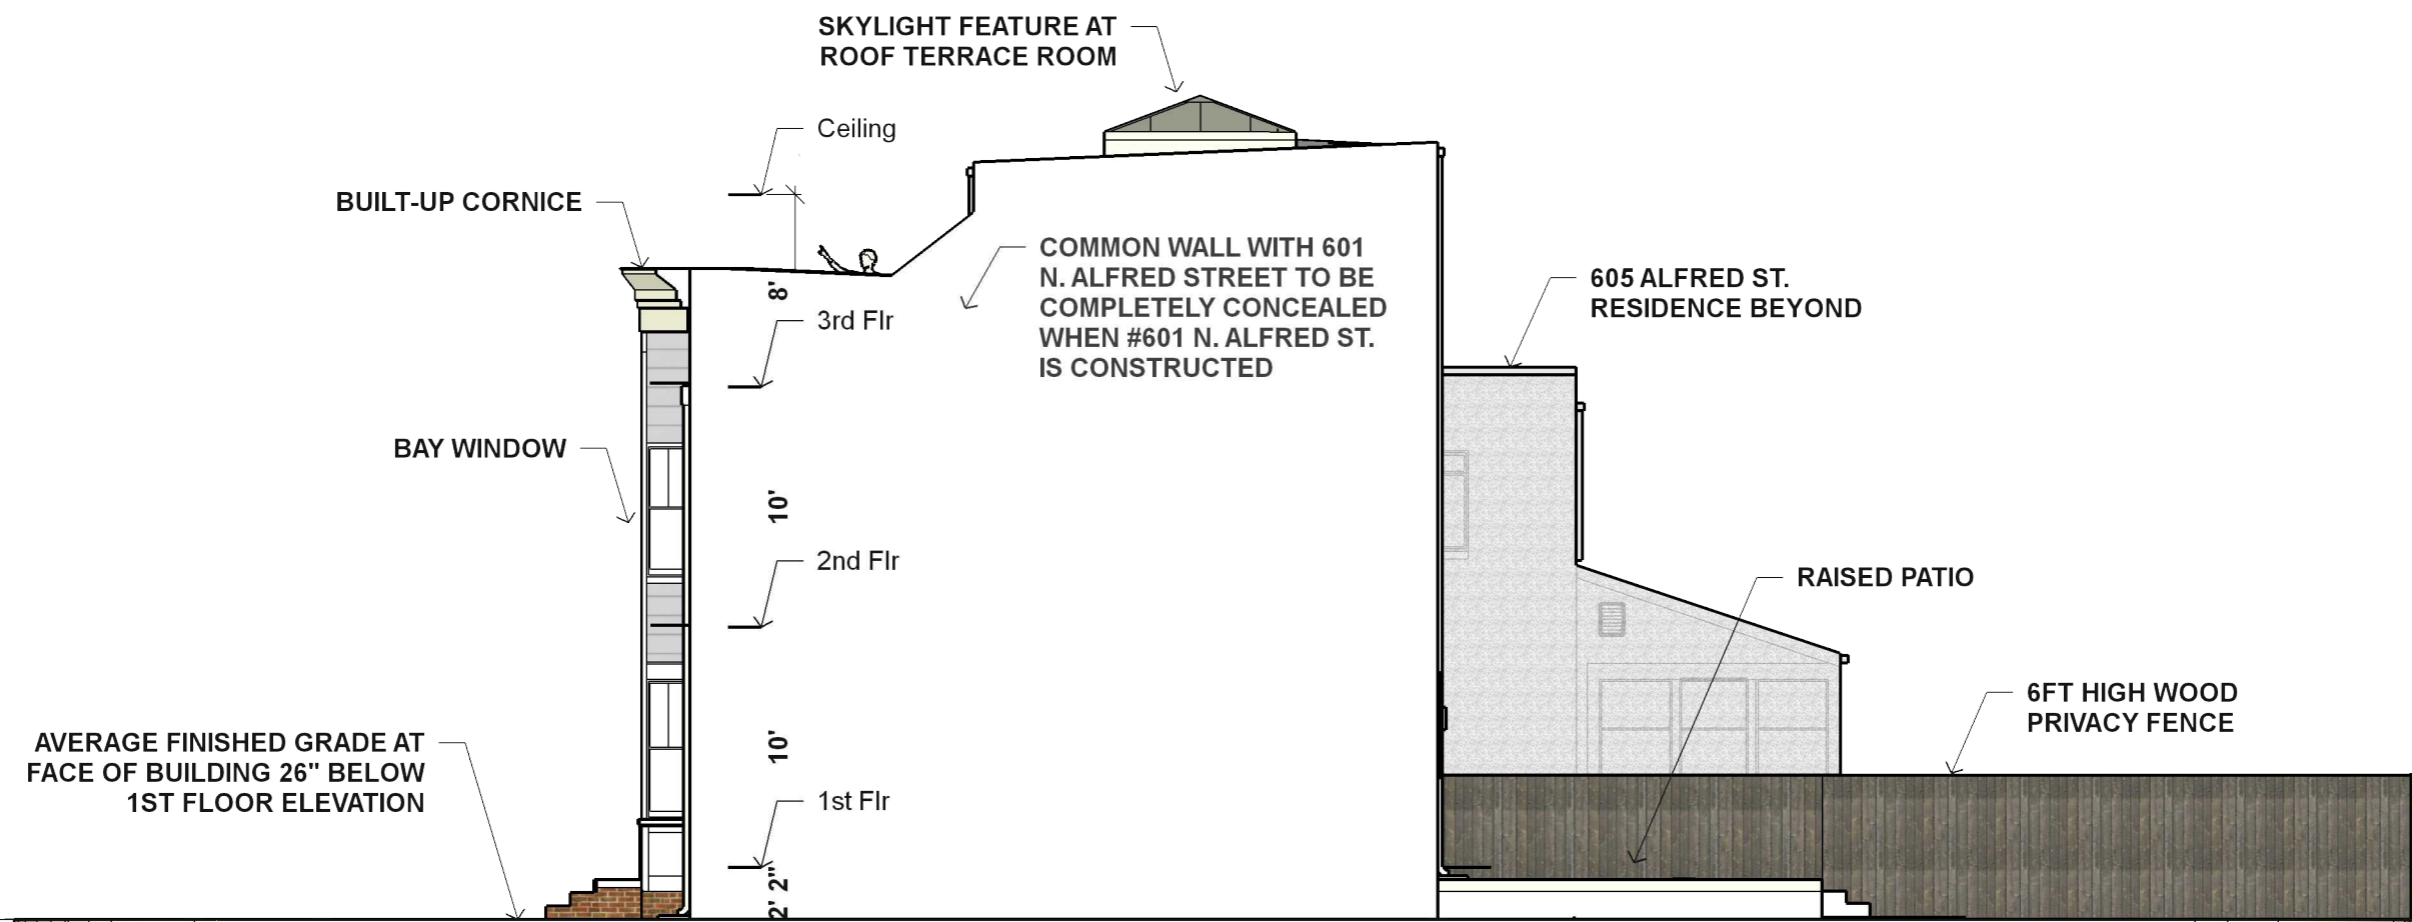 SKYLIGHT FEATURE AT
ROOF TERRACE ROOM
Ceiling
BUILT-UP CORNICE
COMMON WALL WITH 601
N. ALFRED STREET TO BE
COMPLETELY CONCEALED
WHEN #601 N. ALFRED ST.
IS CONSTRUCTED
605 ALFRED ST.
RESIDENCE BEYOND
8'
3rd Flr
BAY WINDOW
10'
2nd Flr
RAISED PATIO
6FT HIGH WOOD
PRIVACY FENCE
AVERAGE FINISHED GRADE AT
FACE OF BUILDING 26" BELOW
1ST FLOOR ELEVATION
10'
1st Flr
2' 2"